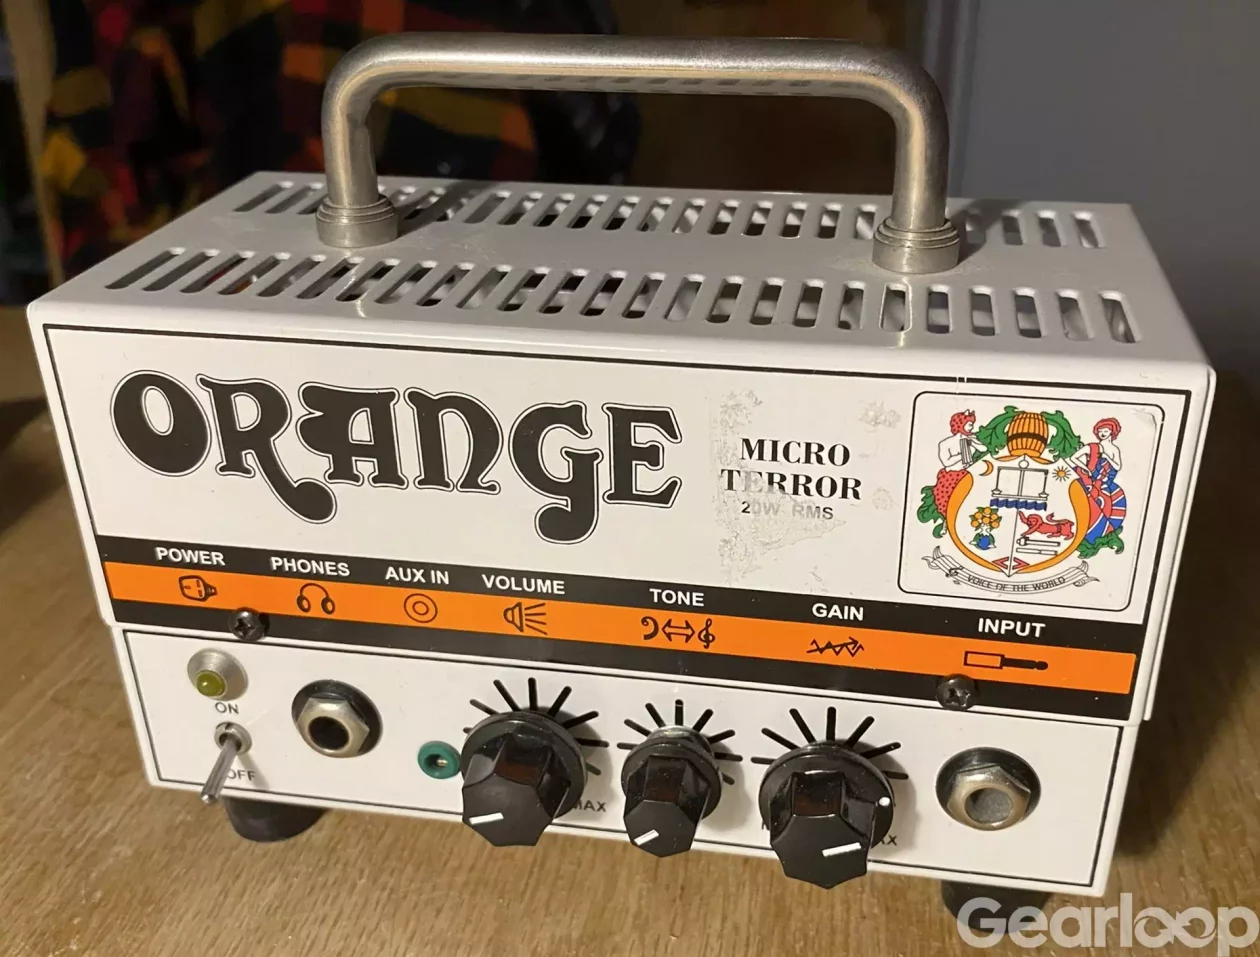 ORANGE
MICRO
TERROR
20W RMS
VOICE OF THE WORLD
POWER PHONES AUX IN VOLUME TONE GAIN INPUT
ON
OFF
MAX
Gearloop